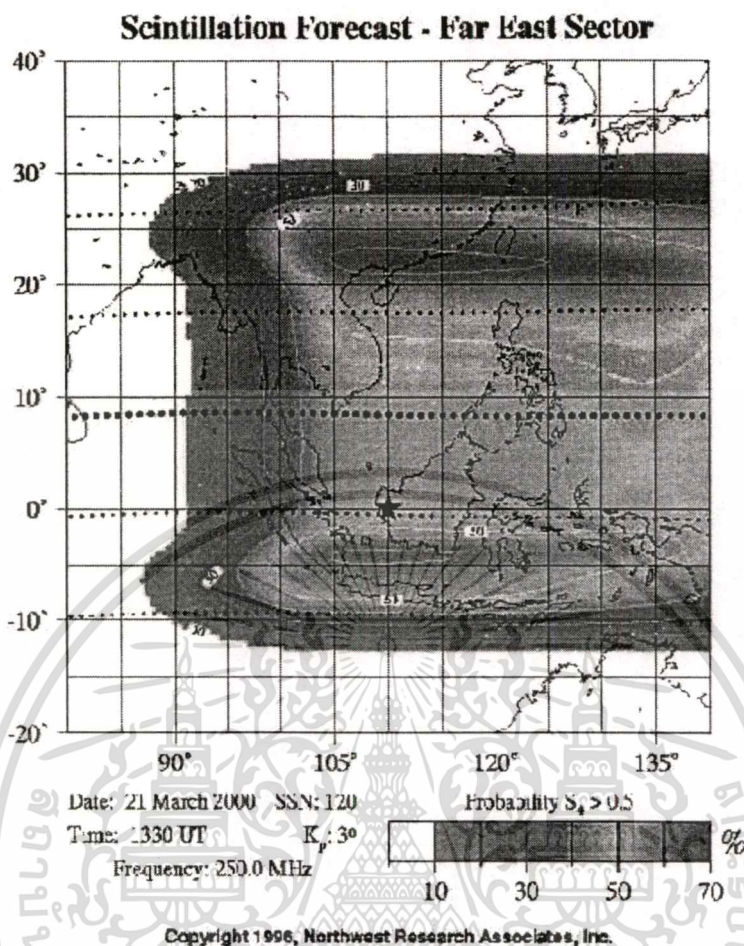 Scintillation Forecast - Far East Sector
40°
30°
20°
10°
0°
-10°
-20°
30
50
30
90° 105° 120° 135°
Date: 21 March 2000 SSN: 120
Time: 1330 UT Kp: 3o
Frequency: 250.0 MHz
Probability S4 > 0.5
%
10 30 50 70
Copyright 1996, Northwest Research Associates, Inc.